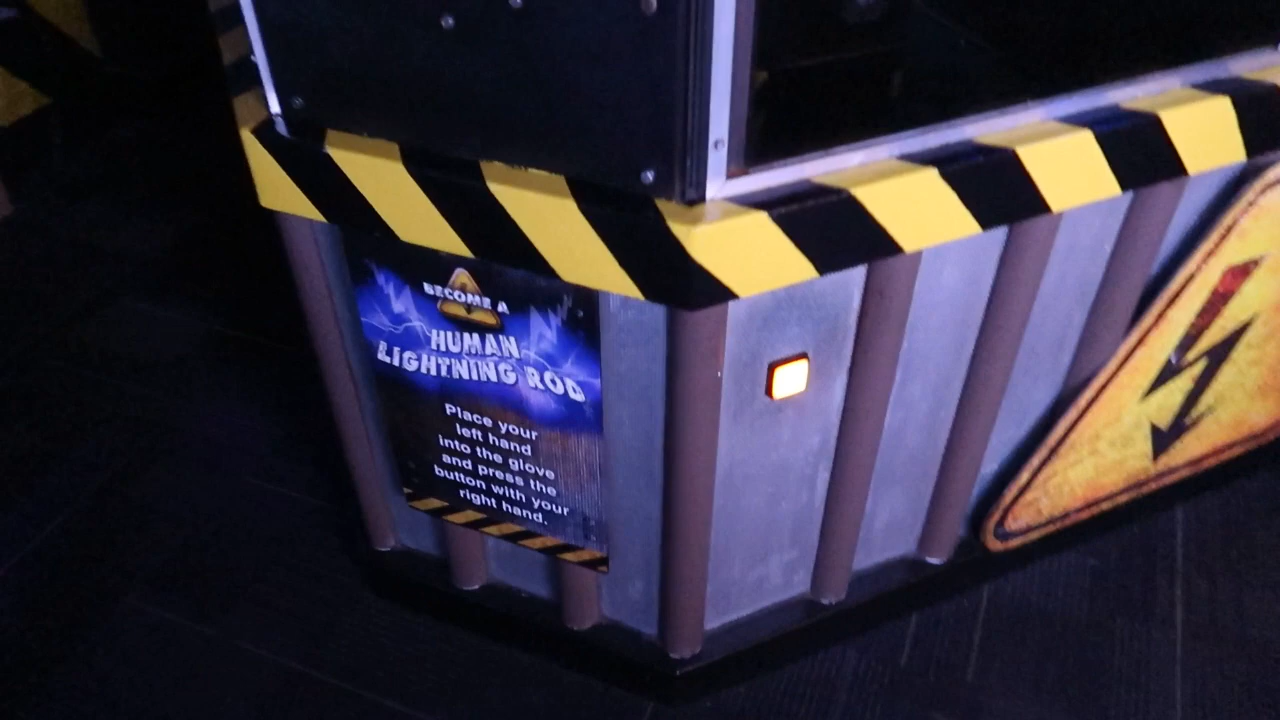 BECOME A
HUMAN
LIGHTNING ROD
Place your
left hand
into the glove
and press the
button with your
right hand.